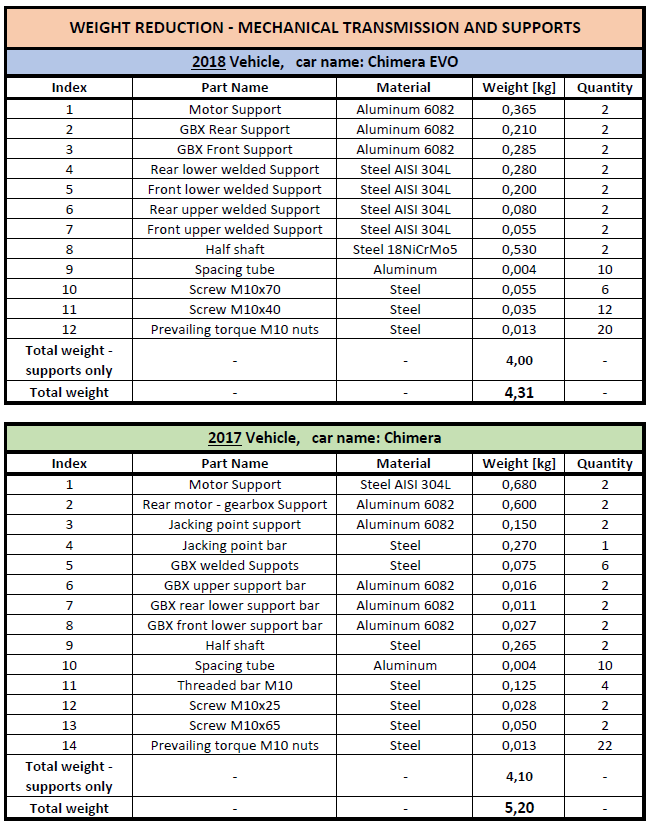 WEIGHT REDUCTION - MECHANICAL TRANSMISSION AND SUPPORTS
2018 Vehicle, car name: Chimera EVO
Index Part Name Material Weight [kg] Quantity
1 Motor Support Aluminum 6082 0,365 2
2 GBX Rear Support Aluminum 6082 0,210 2
3 GBX Front Support Aluminum 6082 0,285 2
4 Rear lower welded Support Steel AISI 304L 0,280 2
5 Front lower welded Support Steel AISI 304L 0,200 2
6 Rear upper welded Support Steel AISI 304L 0,080 2
7 Front upper welded Support Steel AISI 304L 0,055 2
8 Half shaft Steel 18NiCrMo5 0,530 2
9 Spacing tube Aluminum 0,004 10
10 Screw M10x70 Steel 0,055 6
11 Screw M10x40 Steel 0,035 12
12 Prevailing torque M10 nuts Steel 0,013 20
Total weight -
supports only - - 4,00 -
Total weight - - 4,31 -
2017 Vehicle, car name: Chimera
Index Part Name Material Weight [kg] Quantity
1 Motor Support Steel AISI 304L 0,680 2
2 Rear motor - gearbox Support Aluminum 6082 0,600 2
3 Jacking point support Aluminum 6082 0,150 2
4 Jacking point bar Steel 0,270 1
5 GBX welded Suppots Steel 0,075 6
6 GBX upper support bar Aluminum 6082 0,016 2
7 GBX rear lower support bar Aluminum 6082 0,011 2
8 GBX front lower support bar Aluminum 6082 0,027 2
9 Half shaft Steel 0,265 2
10 Spacing tube Aluminum 0,004 10
11 Threaded bar M10 Steel 0,125 4
12 Screw M10x25 Steel 0,028 2
13 Screw M10x65 Steel 0,050 2
14 Prevailing torque M10 nuts Steel 0,013 22
Total weight -
supports only - - 4,10 -
Total weight - - 5,20 -